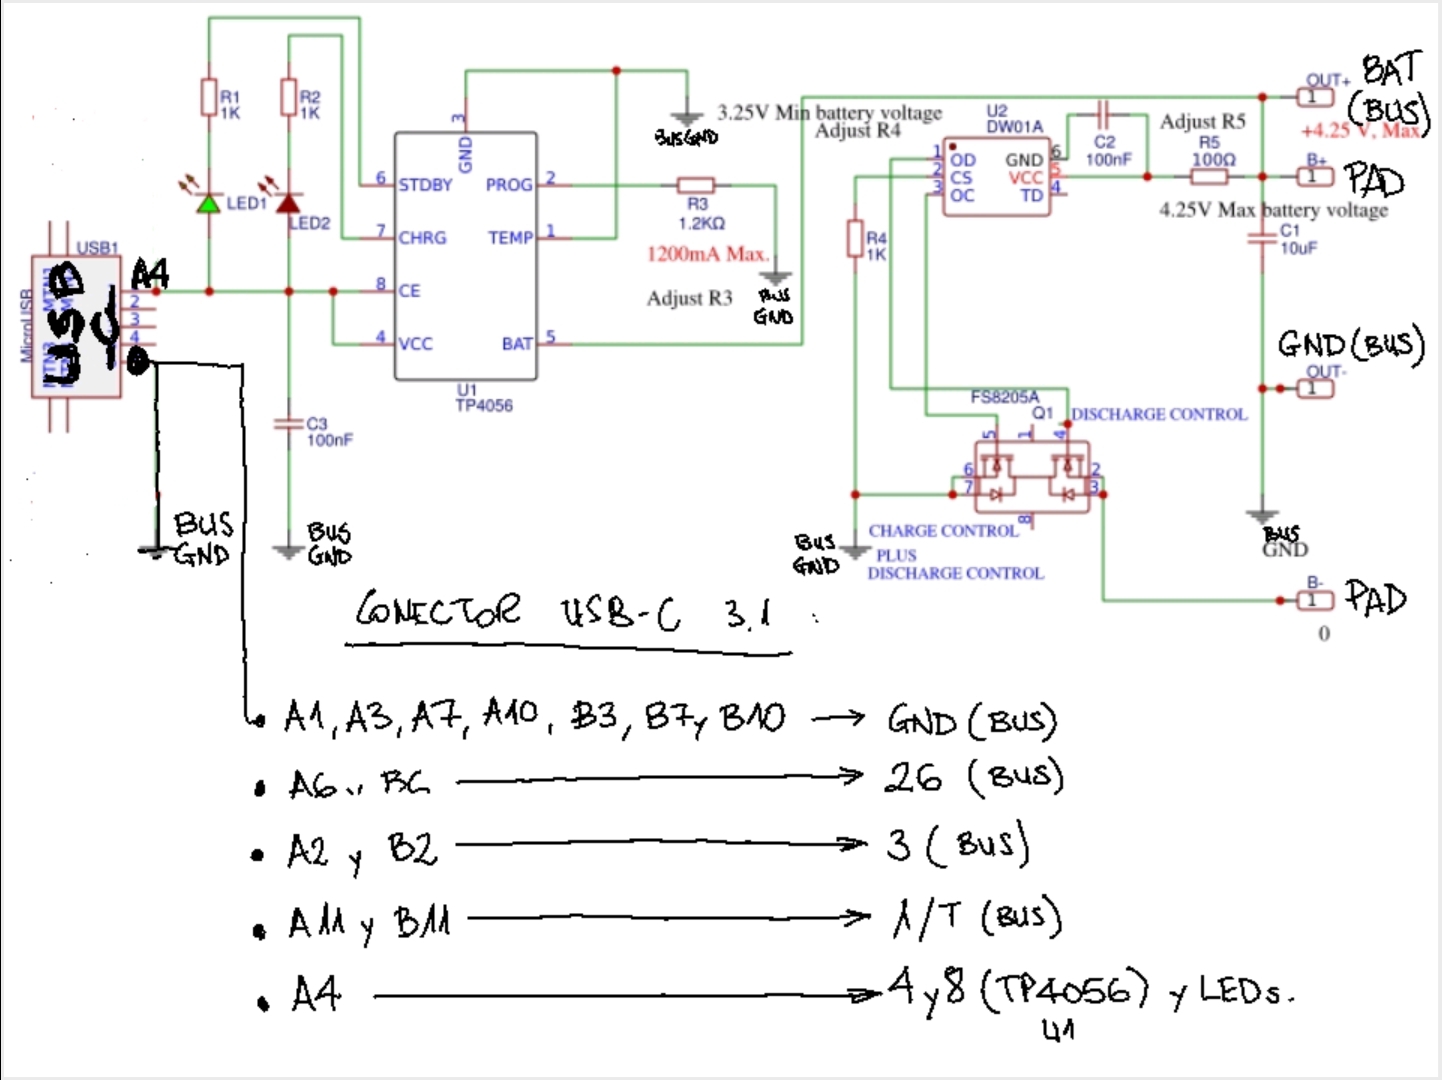 R1
1K
R2
1K
LED1
LED2
USB1
MicroUSB
USB
C
A4
2
3
4
BUS
GND
C3
100nF
BUS
GND
3
GND
6 STDBY
7 CHRG
8 CE
4 VCC
PROG 2
TEMP 1
BAT 5
U1
TP4056
BUS GND
R3
1.2KΩ
1200mA Max.
Adjust R3
BUS
GND
3.25V Min battery voltage
Adjust R4
U2
DW01A
1 OD
2 CS
3 OC
GND 6
VCC 5
TD 4
C2
100nF
Adjust R5
R5
100Ω
R4
1K
OUT+
1
BAT
(BUS)
+4.25 V, Max
B+
1
PAD
4.25V Max battery voltage
C1
10uF
GND (BUS)
OUT-
1
FS8205A
Q1
DISCHARGE CONTROL
5
1
4
6
7
2
3
8
CHARGE CONTROL
PLUS
DISCHARGE CONTROL
BUS
GND
BUS
GND
B-
1
PAD
0
CONECTOR USB-C 3.1
• A1, A3, A7, A10, B3, B7 y B10 → GND (BUS)
• A6 y B6 → 26 (BUS)
• A2 y B2 → 3 (BUS)
• A11 y B11 → 1/T (BUS)
• A4 → 4 y 8 (TP4056) y LEDs.
U1